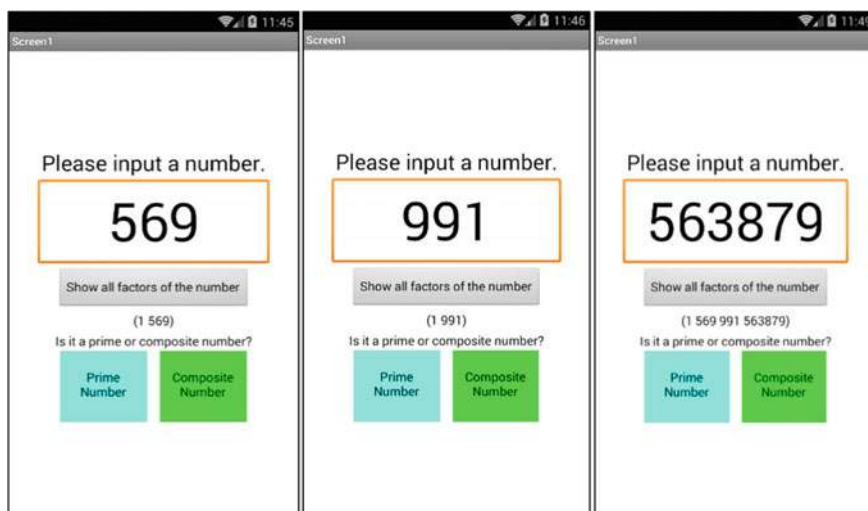 11:45
Screen1
Please input a number.
569
Show all factors of the number
(1 569)
Is it a prime or composite number?
Prime
Number
Composite
Number
11:46
Screen1
Please input a number.
991
Show all factors of the number
(1 991)
Is it a prime or composite number?
Prime
Number
Composite
Number
11:49
Screen1
Please input a number.
563879
Show all factors of the number
(1 569 991 563879)
Is it a prime or composite number?
Prime
Number
Composite
Number